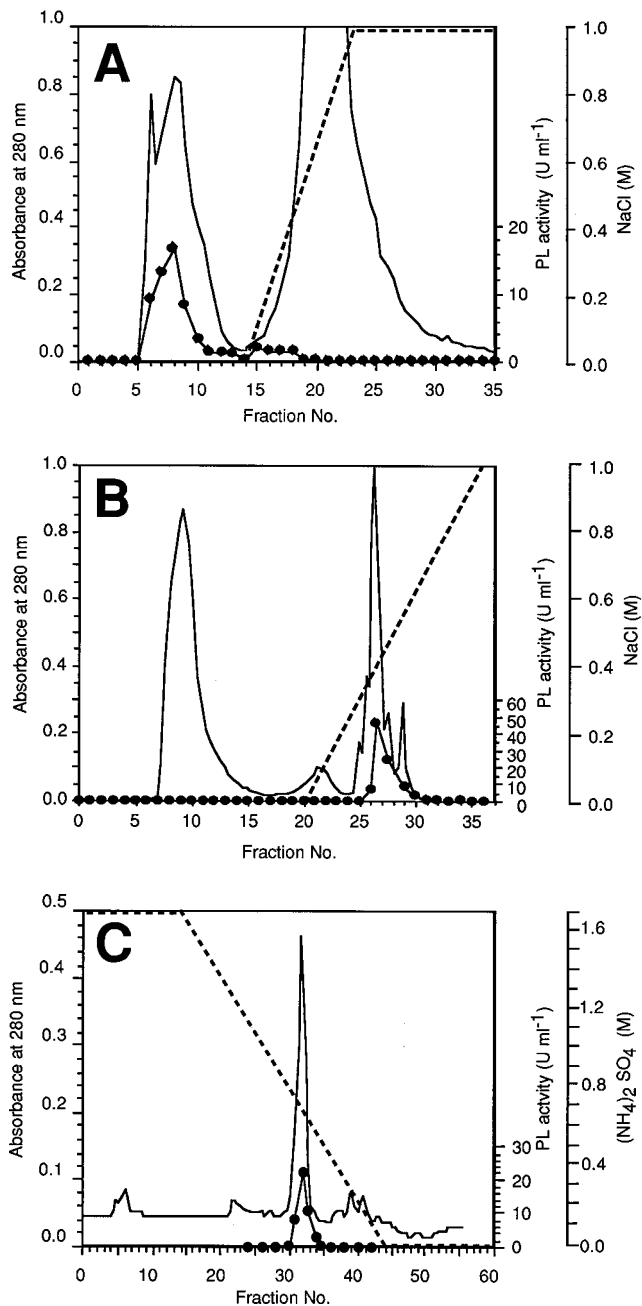 A
Absorbance at 280 nm
1.0
0.8
0.6
0.4
0.2
0.0
0 5 10 15 20 25 30 35
Fraction No.
20
10
0
PL activity (U ml-1)
1.0
0.8
0.6
0.4
0.2
0.0
NaCl (M)
B
Absorbance at 280 nm
1.0
0.8
0.6
0.4
0.2
0.0
0 5 10 15 20 25 30 35
Fraction No.
60
50
40
30
20
10
0
PL activity (U ml-1)
1.0
0.8
0.6
0.4
0.2
0.0
NaCl (M)
C
Absorbance at 280 nm
0.5
0.4
0.3
0.2
0.1
0.0
0 10 20 30 40 50 60
Fraction No.
30
20
10
0
PL activity (U ml-1)
1.6
1.2
0.8
0.4
0.0
(NH4)2 SO4 (M)